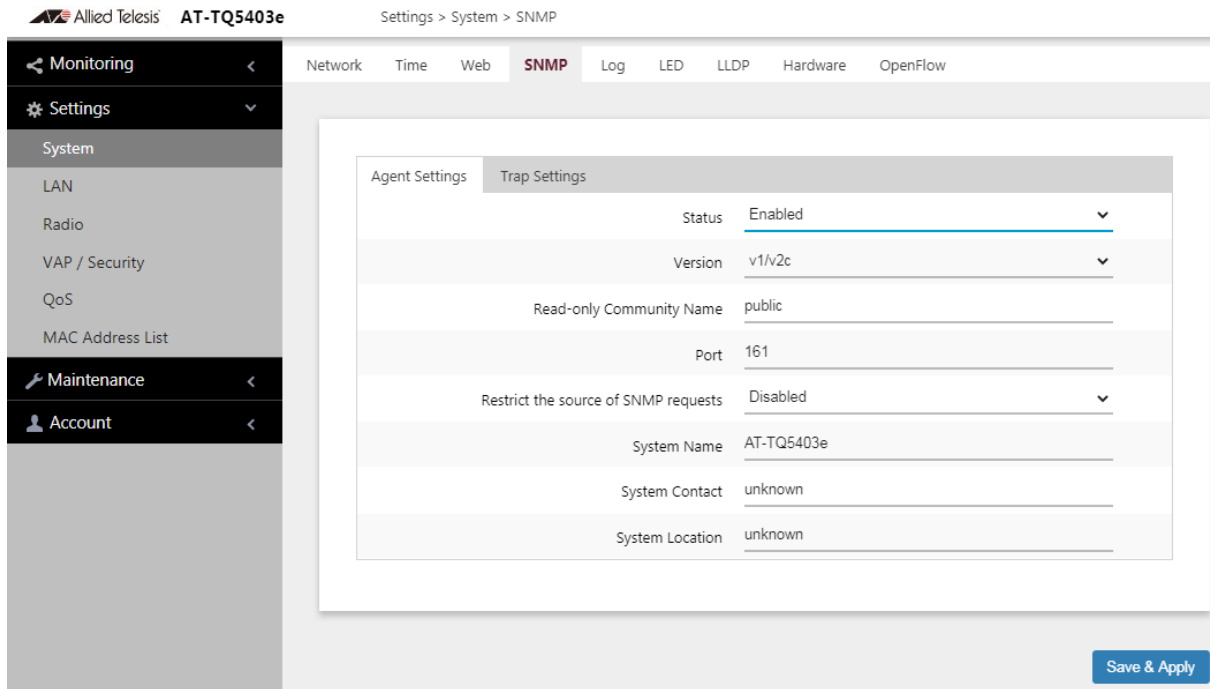 Allied Telesis AT-TQ5403e
Settings > System > SNMP
Monitoring
Settings
System
LAN
Radio
VAP / Security
QoS
MAC Address List
Maintenance
Account
Network Time Web SNMP Log LED LLDP Hardware OpenFlow
Agent Settings Trap Settings
Status Enabled
Version v1/v2c
Read-only Community Name public
Port 161
Restrict the source of SNMP requests Disabled
System Name AT-TQ5403e
System Contact unknown
System Location unknown
Save & Apply